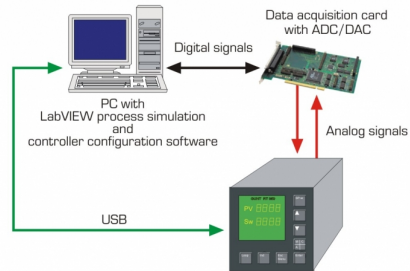 Data acquisition card
with ADC/DAC
Digital signals
PC with
LabVIEW process simulation
and
controller configuration software
Analog signals
USB
PV
Sw